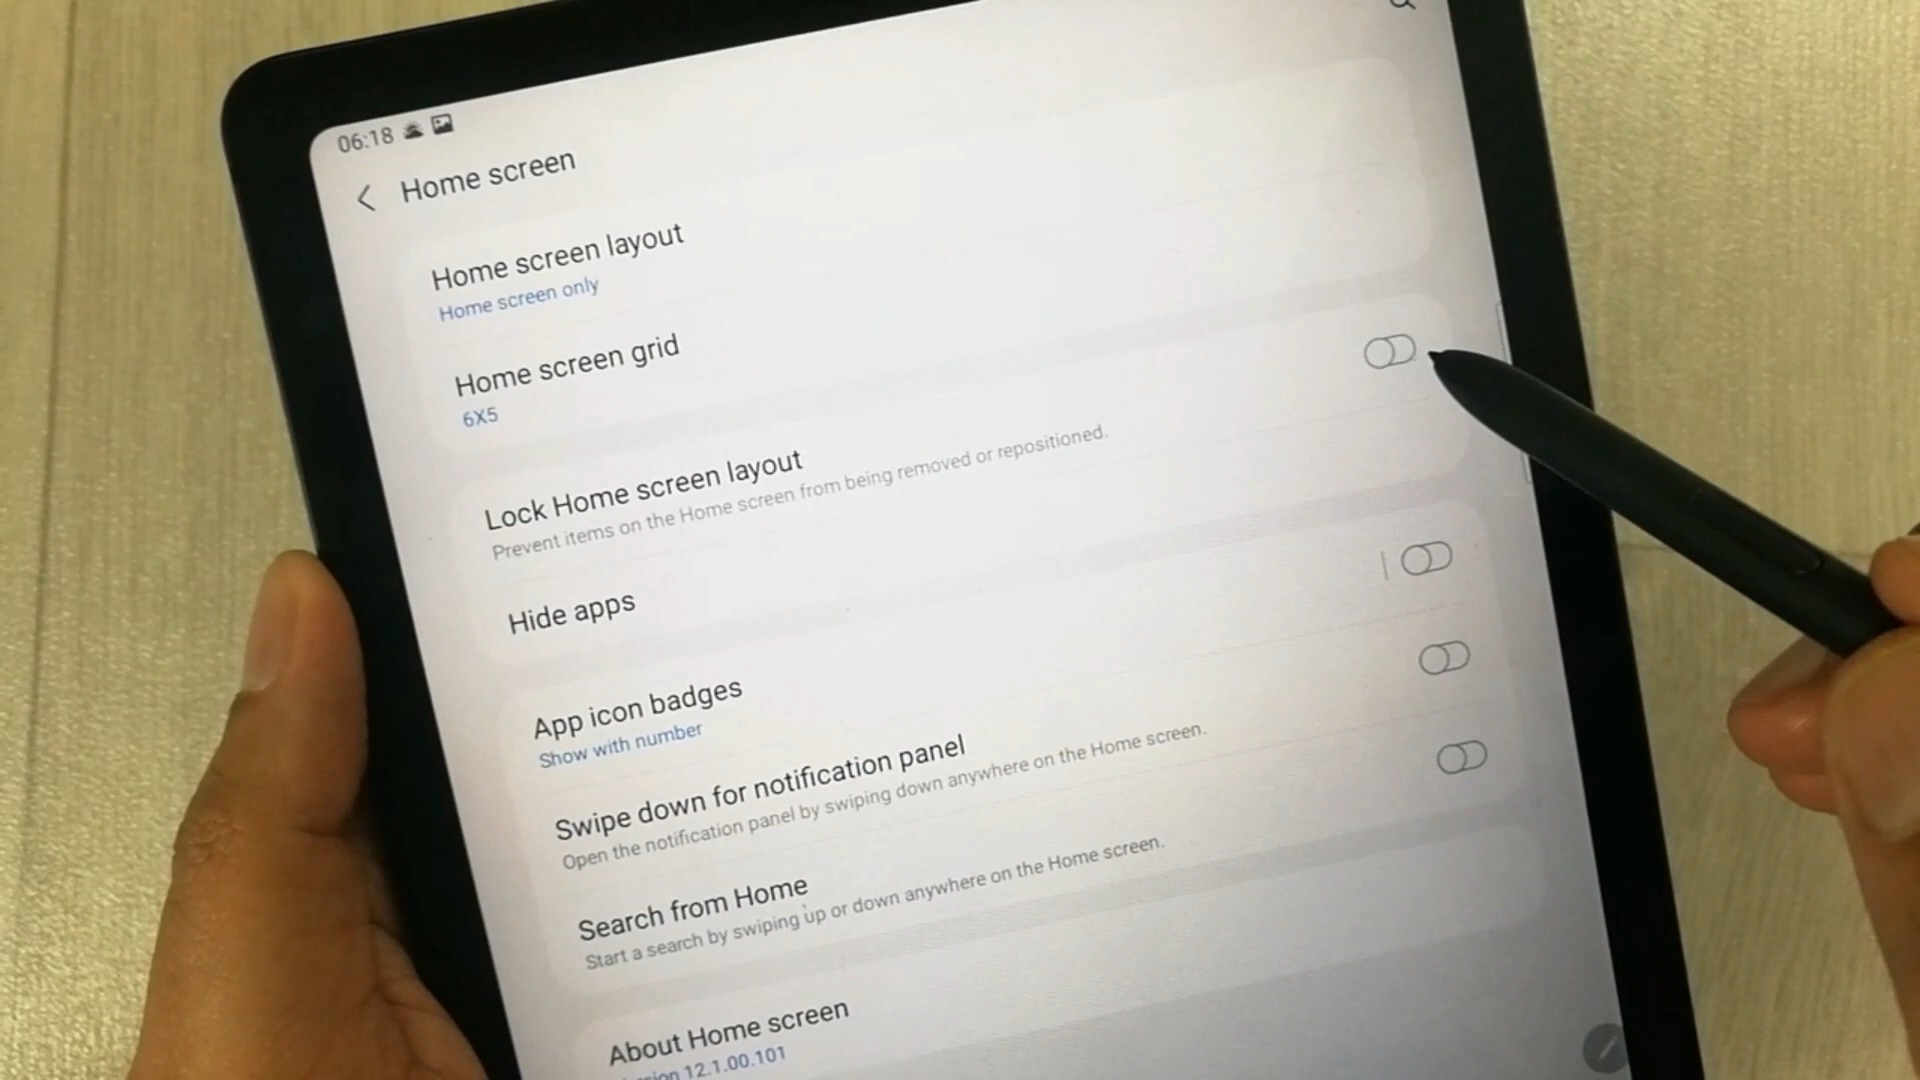 06:18
Home screen
Home screen layout
Home screen only
Home screen grid
6X5
Lock Home screen layout
Prevent items on the Home screen from being removed or repositioned.
Hide apps
App icon badges
Show with number
Swipe down for notification panel
Open the notification panel by swiping down anywhere on the Home screen.
Search from Home
Start a search by swiping up or down anywhere on the Home screen.
About Home screen
12.1.00.101